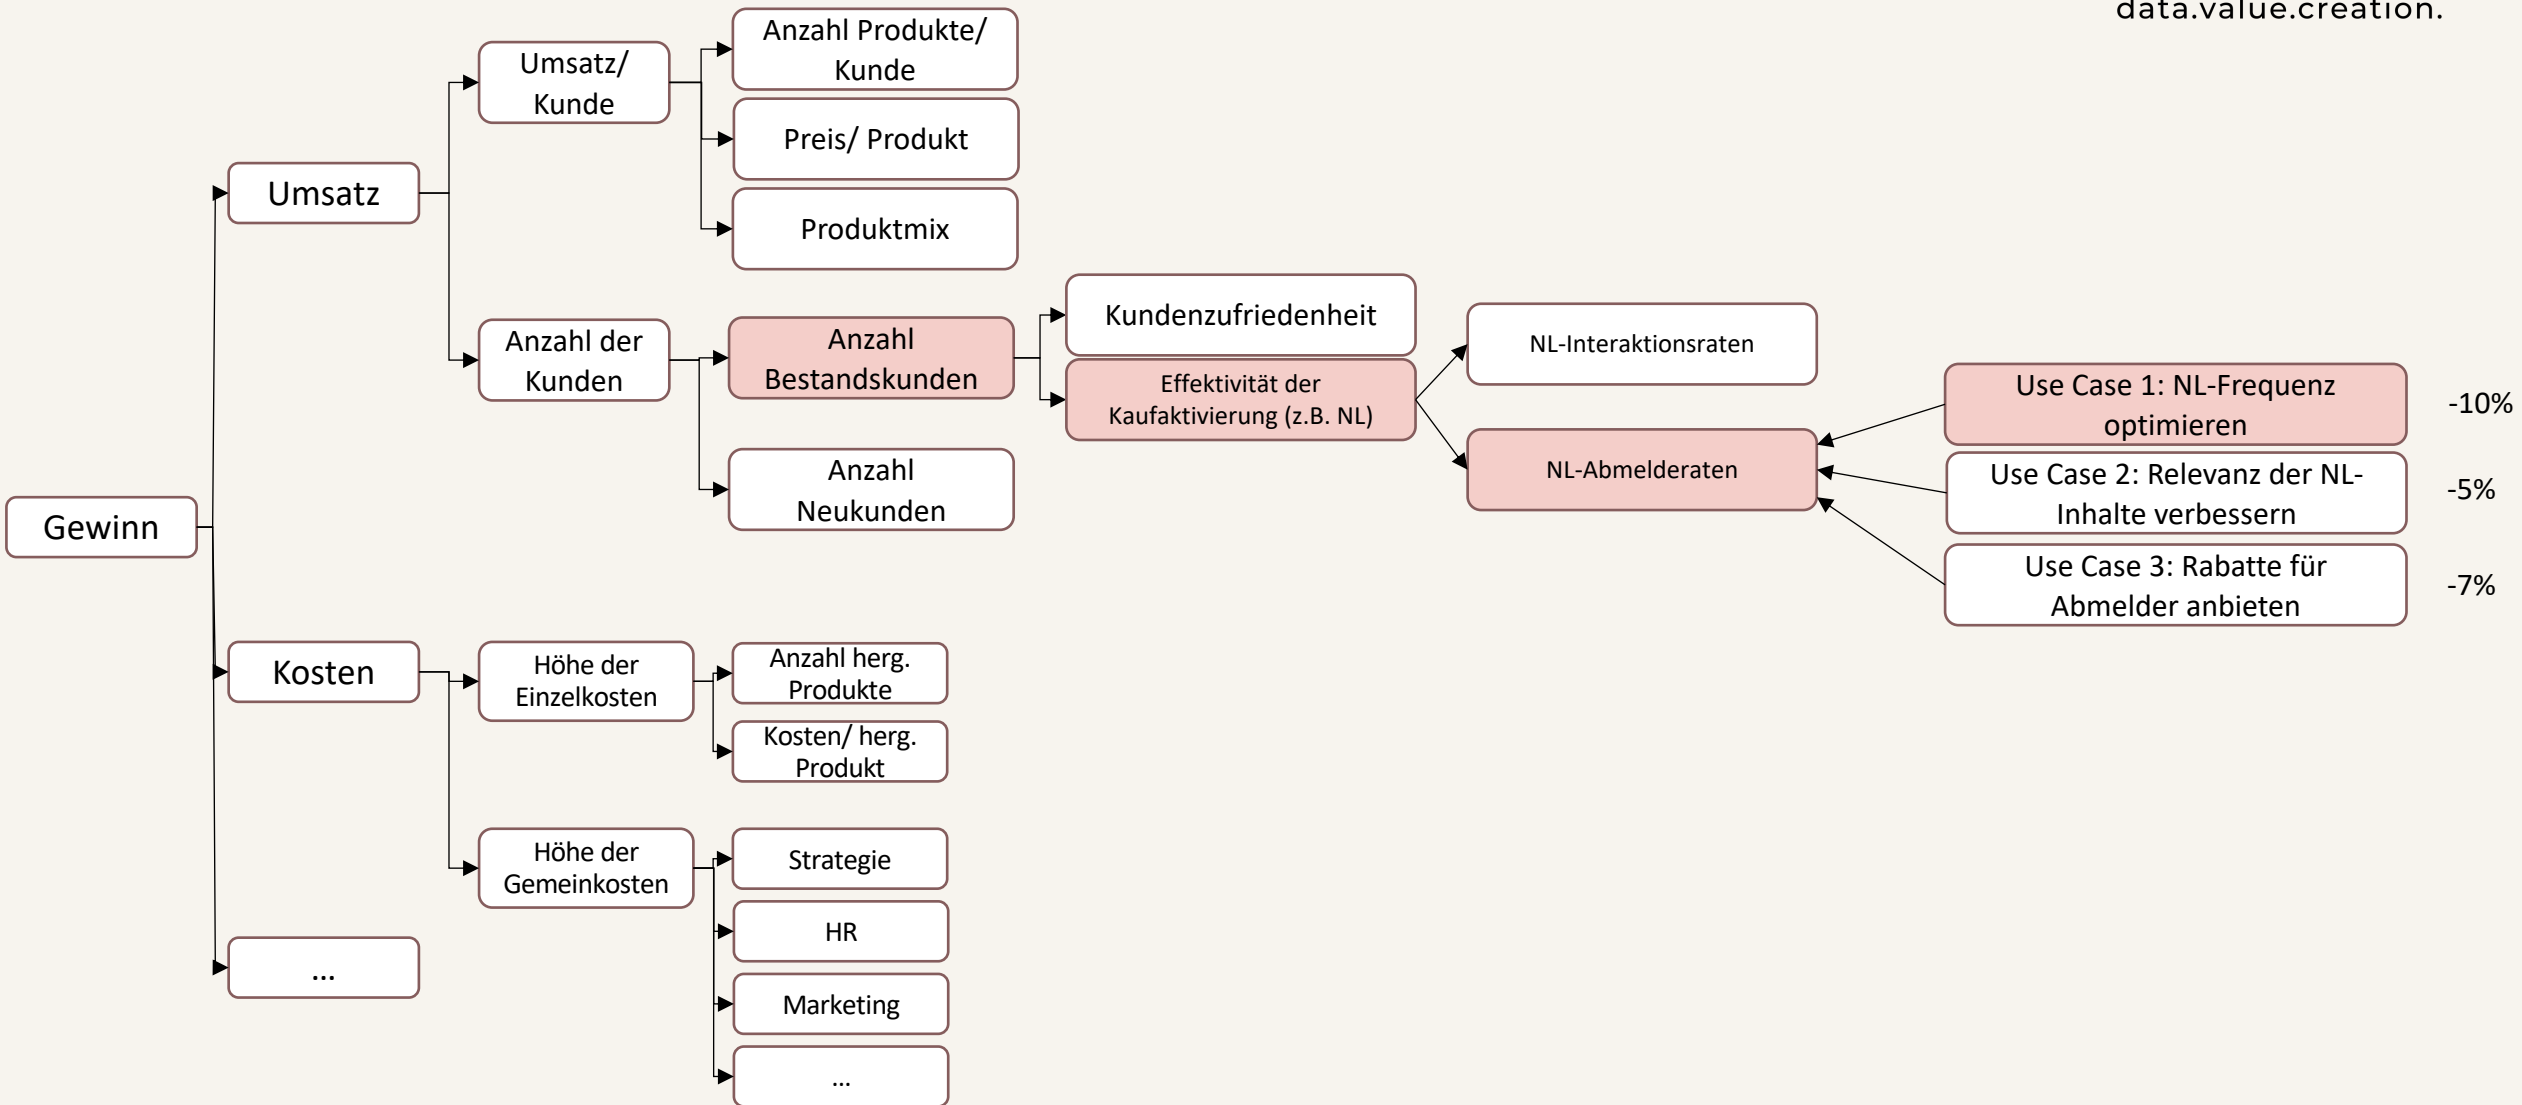 data.value.creation.
Anzahl Produkte/
Kunde
Umsatz/
Kunde
Preis/ Produkt
Umsatz
Produktmix
Kundenzufriedenheit
Anzahl der
Kunden
Anzahl
Bestandskunden
NL-Interaktionsraten
Effektivität der
Kaufaktivierung (z.B. NL)
Use Case 1: NL-Frequenz
optimieren
-10%
NL-Abmelderaten
Use Case 2: Relevanz der NL-
Inhalte verbessern
-5%
Anzahl
Neukunden
Gewinn
Use Case 3: Rabatte für
Abmelder anbieten
-7%
Kosten
Höhe der
Einzelkosten
Anzahl herg.
Produkte
Kosten/ herg.
Produkt
Höhe der
Gemeinkosten
Strategie
HR
...
Marketing
...